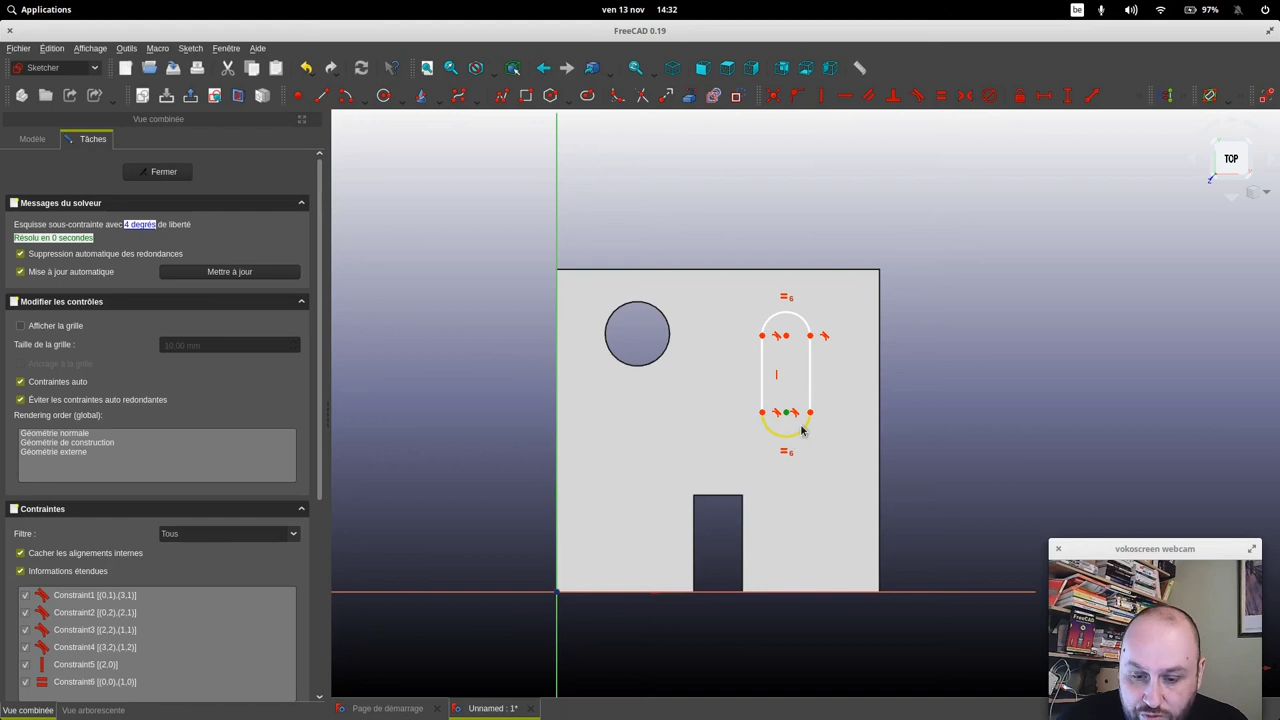 Applications
ven 13 nov 14:32
be
97%
FreeCAD 0.19
Fichier Édition Affichage Outils Macro Sketch Fenêtre Aide
Sketcher
Vue combinée
Modèle Tâches
Fermer
Messages du solveur
Esquisse sous-contrainte avec 4 degrés de liberté
Résolu en 0 secondes
Suppression automatique des redondances
Mise à jour automatique Mettre à jour
Modifier les contrôles
Afficher la grille
Taille de la grille : 10,00 mm
Ancrage à la grille
Contraintes auto
Éviter les contraintes auto redondantes
Rendering order (global):
Géométrie normale
Géométrie de construction
Géométrie externe
Contraintes
Filtre : Tous
Cacher les alignements internes
Informations étendues
Constraint1 [(0,1),(3,1)]
Constraint2 [(0,2),(2,1)]
Constraint3 [(2,2),(1,1)]
Constraint4 [(3,2),(1,2)]
Constraint5 [(2,0)]
Constraint6 [(0,0),(1,0)]
Vue combinée Vue arborescente
Page de démarrage
Unnamed : 1*
TOP
Z
6
6
vokoscreen webcam